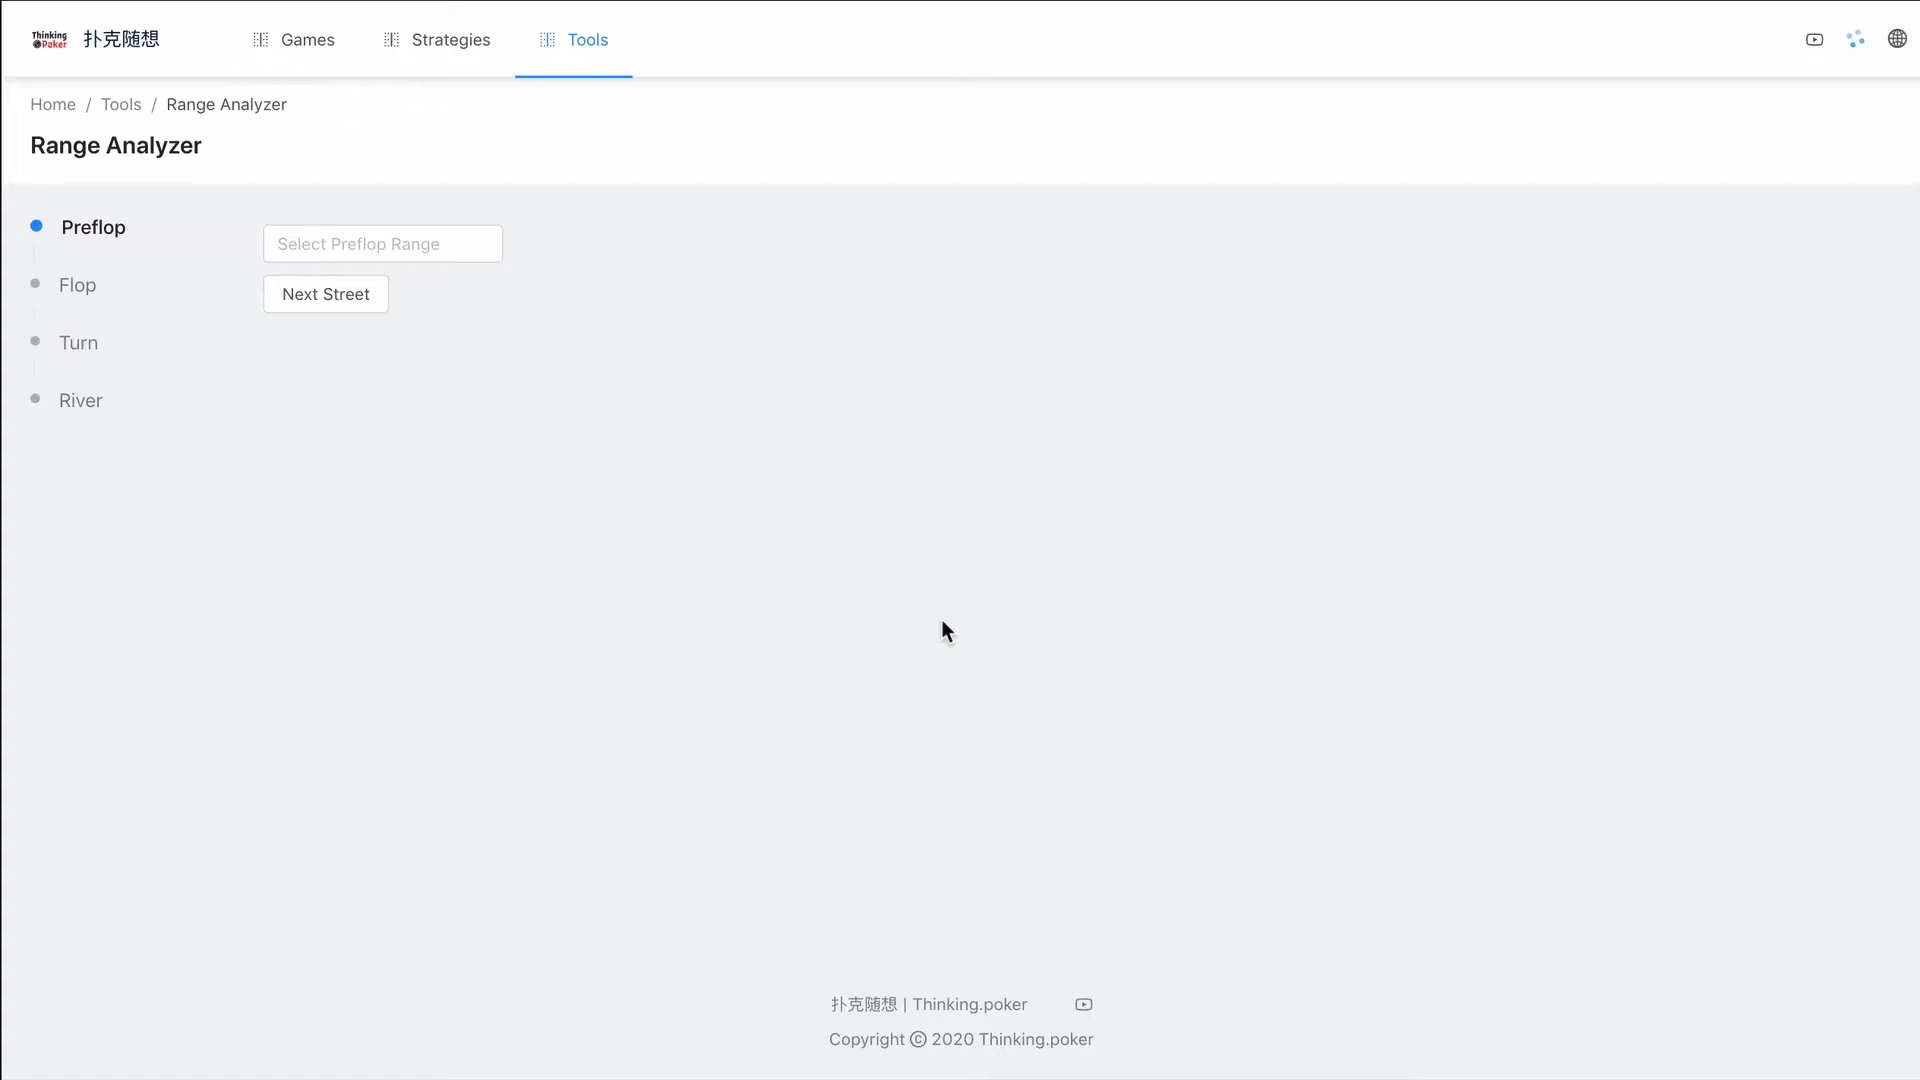 Thinking
Poker
扑克随想
Games
Strategies
Tools
Home / Tools / Range Analyzer
Range Analyzer
Preflop
Flop
Turn
River
Select Preflop Range
Next Street
扑克随想 | Thinking.poker
Copyright © 2020 Thinking.poker